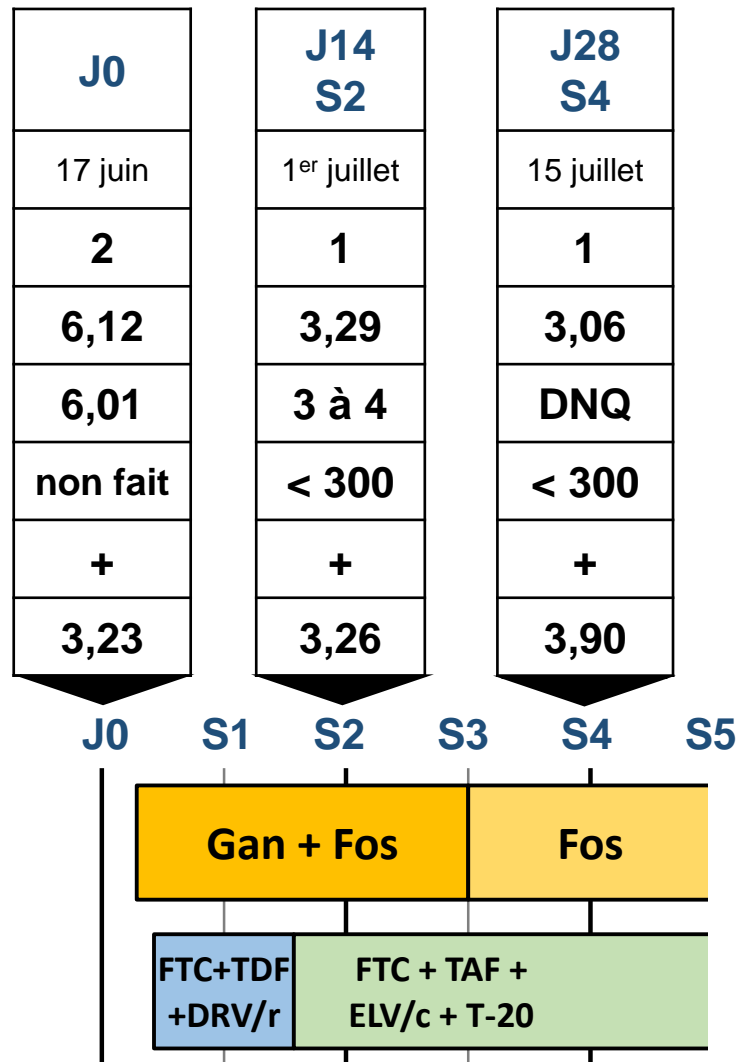 J0
J14
S2
J28
S4
17 juin
1er juillet
15 juillet
2
1
1
6,12
3,29
3,06
6,01
3 à 4
DNQ
non fait
< 300
< 300
+
+
+
3,23
3,26
3,90
J0
S1
S2
S3
S4
S5
Gan + Fos
Fos
FTC+TDF
+DRV/r
FTC + TAF +
ELV/c + T-20